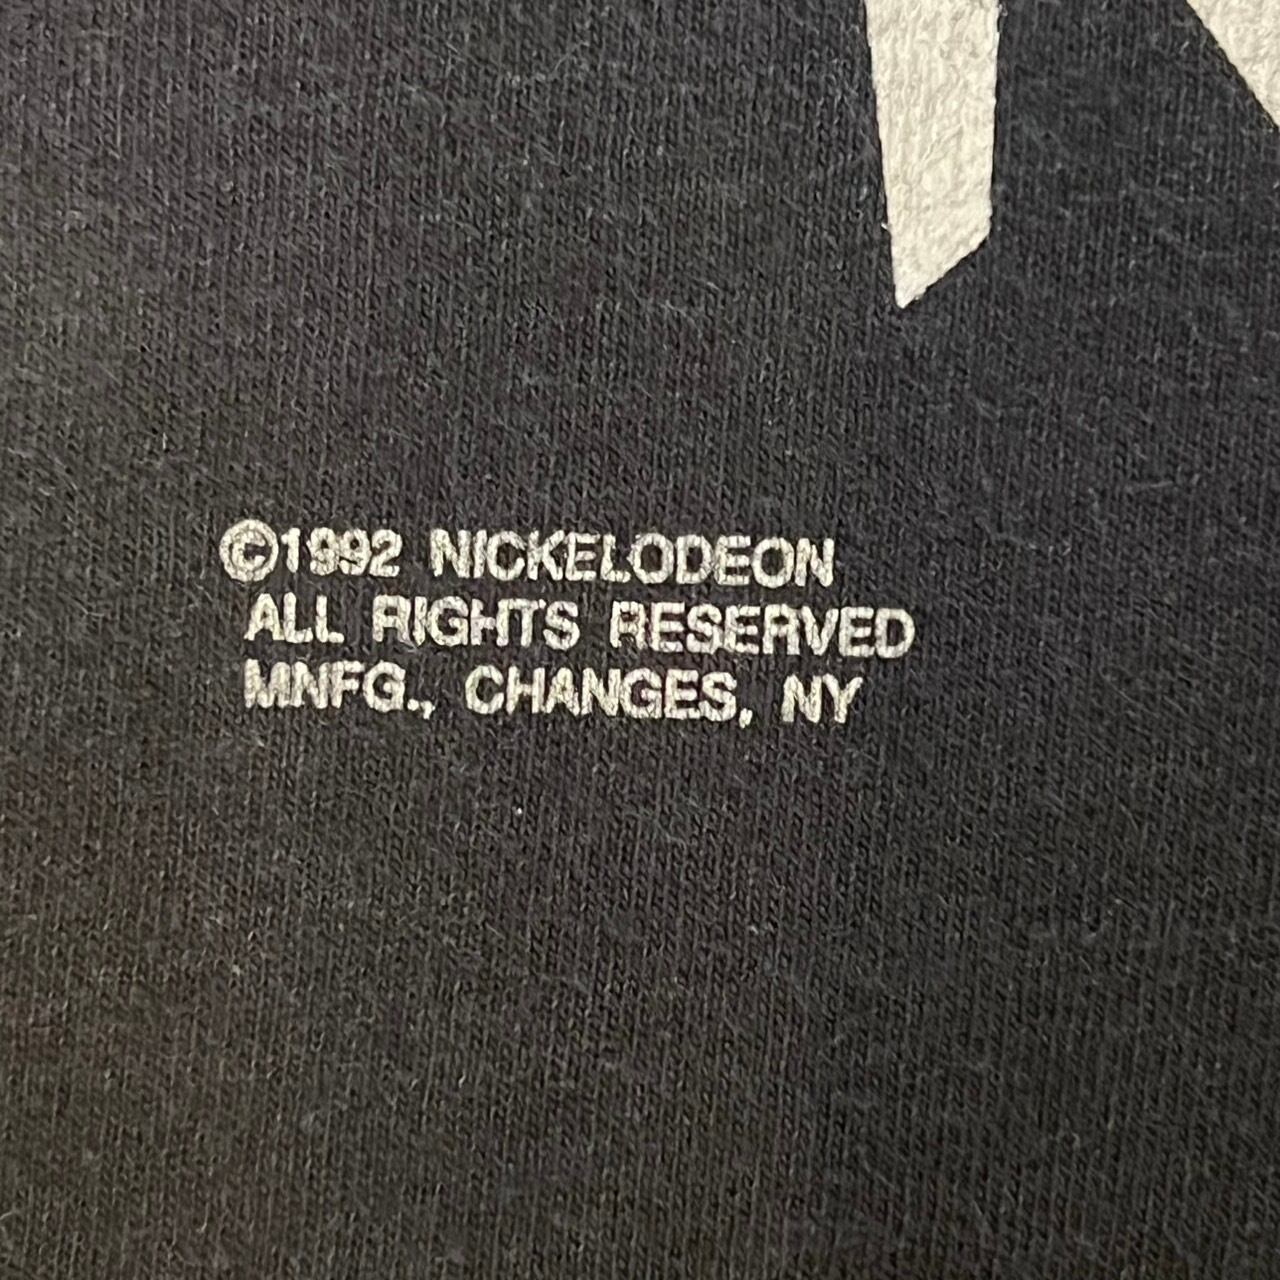 ©1992 NICKELODEON
ALL RIGHTS RESERVED
MNFG., CHANGES, NY